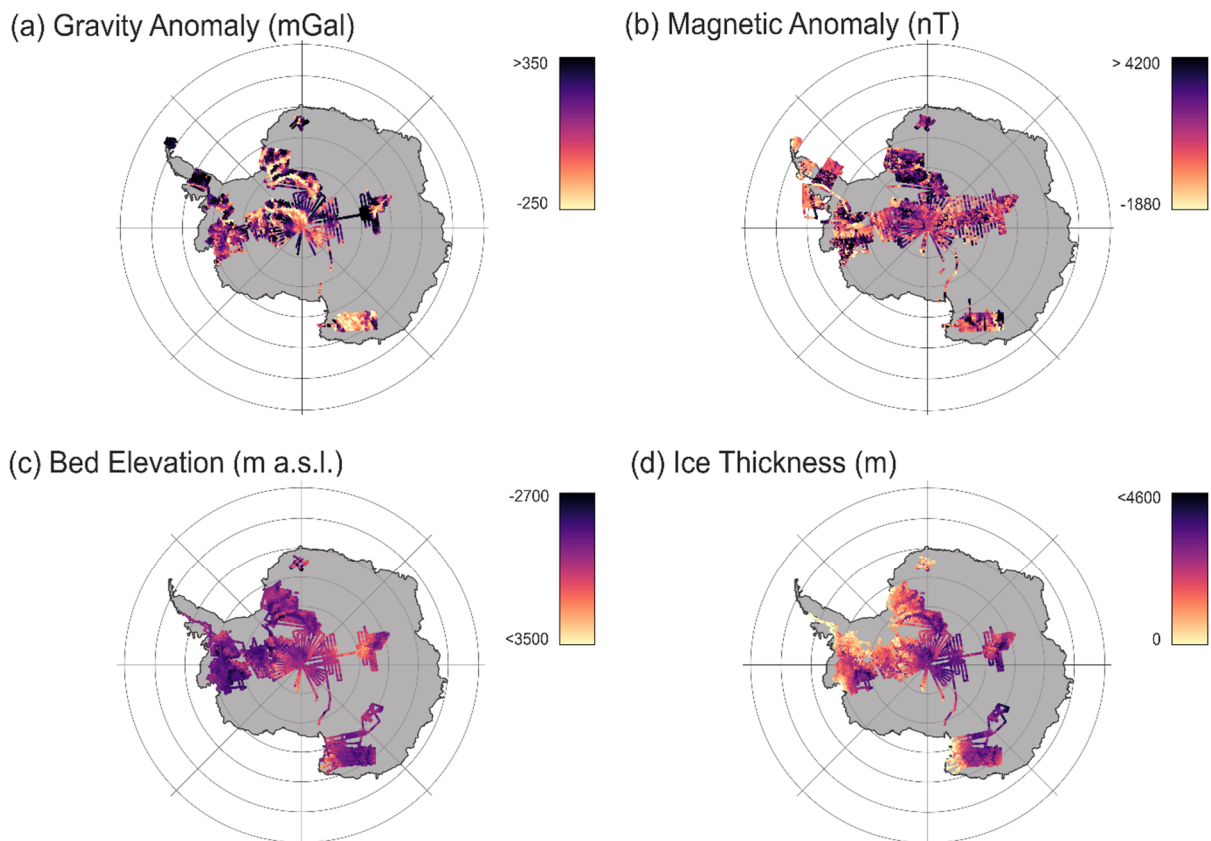 (a) Gravity Anomaly (mGal)
>350
-250
(b) Magnetic Anomaly (nT)
> 4200
-1880
(c) Bed Elevation (m a.s.l.)
-2700
<3500
(d) Ice Thickness (m)
<4600
0